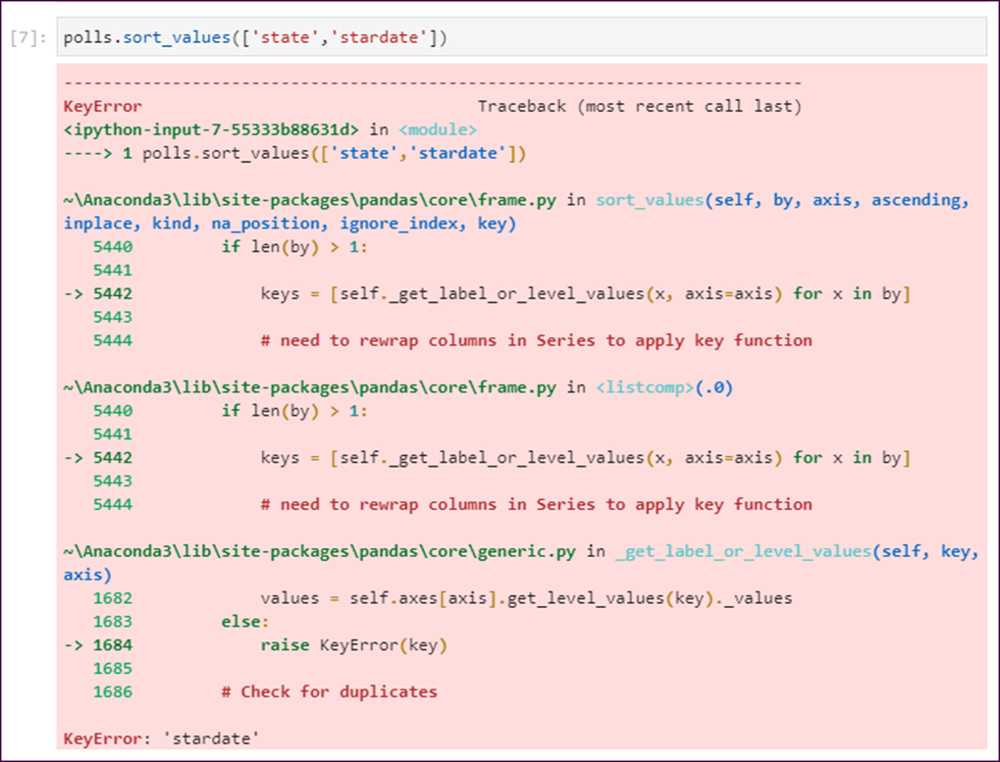 [7]: polls.sort_values(['state','stardate'])
---------------------------------------------------------------------------
KeyError                                  Traceback (most recent call last)
<ipython-input-7-55333b88631d> in <module>
----> 1 polls.sort_values(['state','stardate'])
~\Anaconda3\lib\site-packages\pandas\core\frame.py in sort_values(self, by, axis, ascending,
inplace, kind, na_position, ignore_index, key)
   5440         if len(by) > 1:
   5441
-> 5442             keys = [self._get_label_or_level_values(x, axis=axis) for x in by]
   5443
   5444             # need to rewrap columns in Series to apply key function
~\Anaconda3\lib\site-packages\pandas\core\frame.py in <listcomp>(.0)
   5440         if len(by) > 1:
   5441
-> 5442             keys = [self._get_label_or_level_values(x, axis=axis) for x in by]
   5443
   5444             # need to rewrap columns in Series to apply key function
~\Anaconda3\lib\site-packages\pandas\core\generic.py in _get_label_or_level_values(self, key,
axis)
   1682             values = self.axes[axis].get_level_values(key)._values
   1683         else:
-> 1684             raise KeyError(key)
   1685
   1686         # Check for duplicates
KeyError: 'stardate'